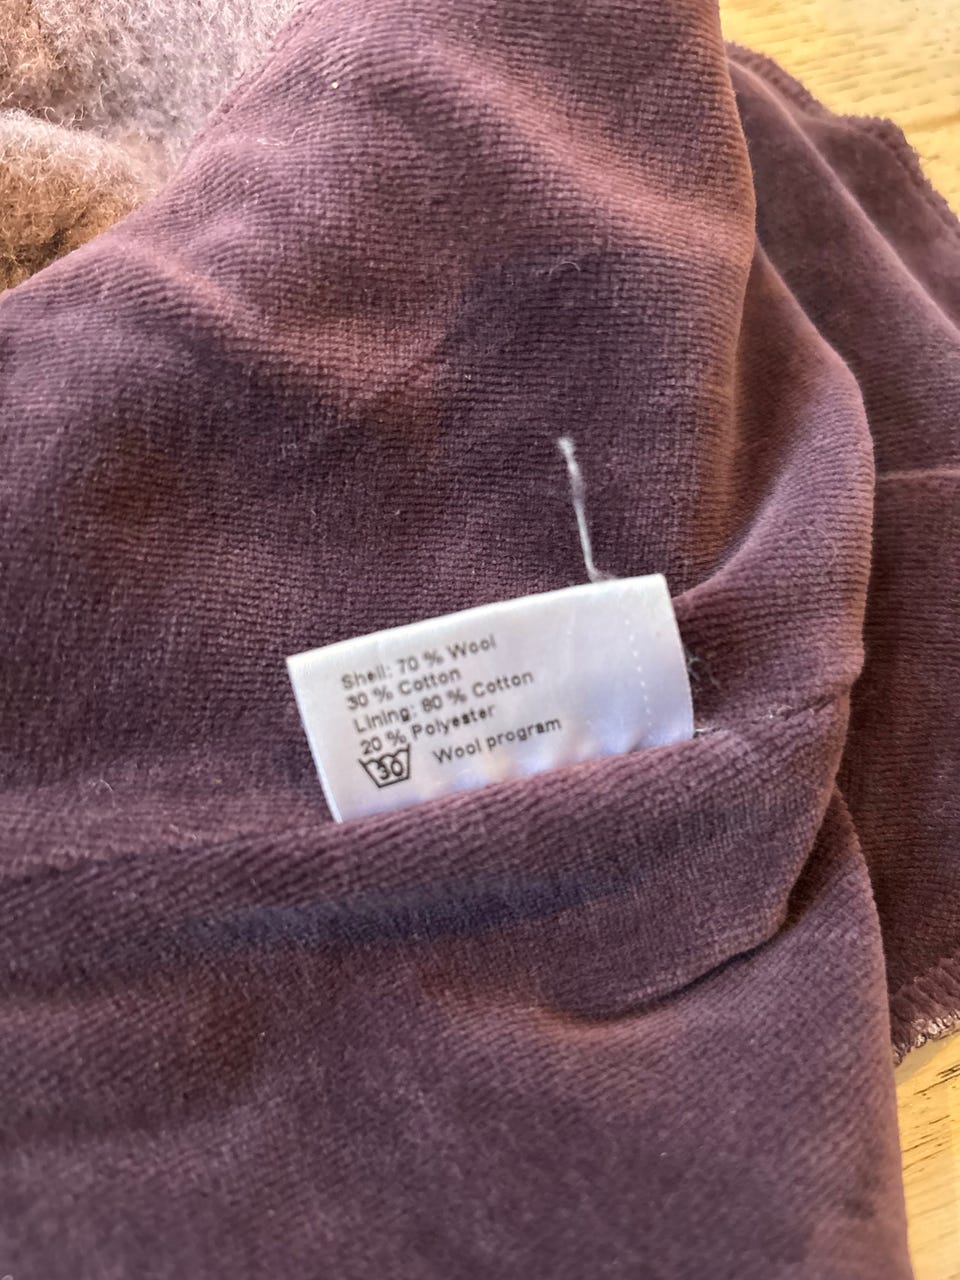 Shell: 70 % Wool
30 % Cotton
Lining: 80 % Cotton
20 % Polyester
30 Wool program